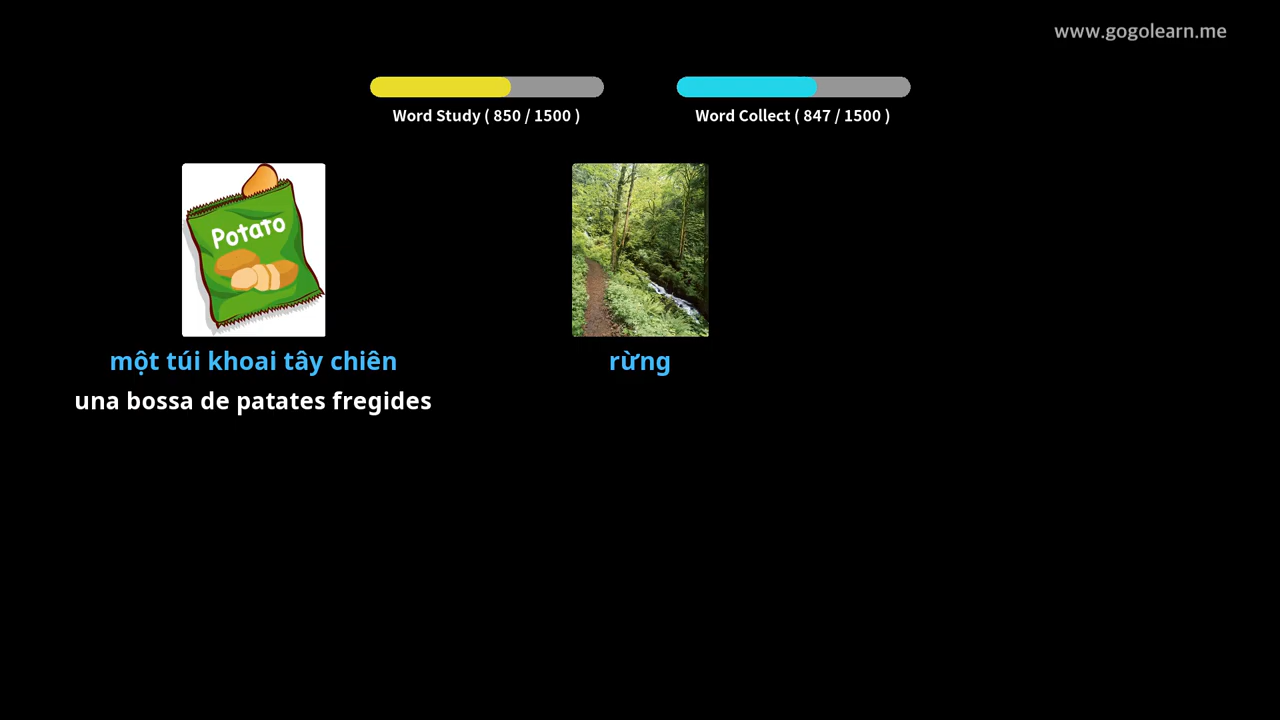 www.gogolearn.me
Word Study ( 850 / 1500 )
Word Collect ( 847 / 1500 )
Potato
một túi khoai tây chiên
rừng
una bossa de patates fregides